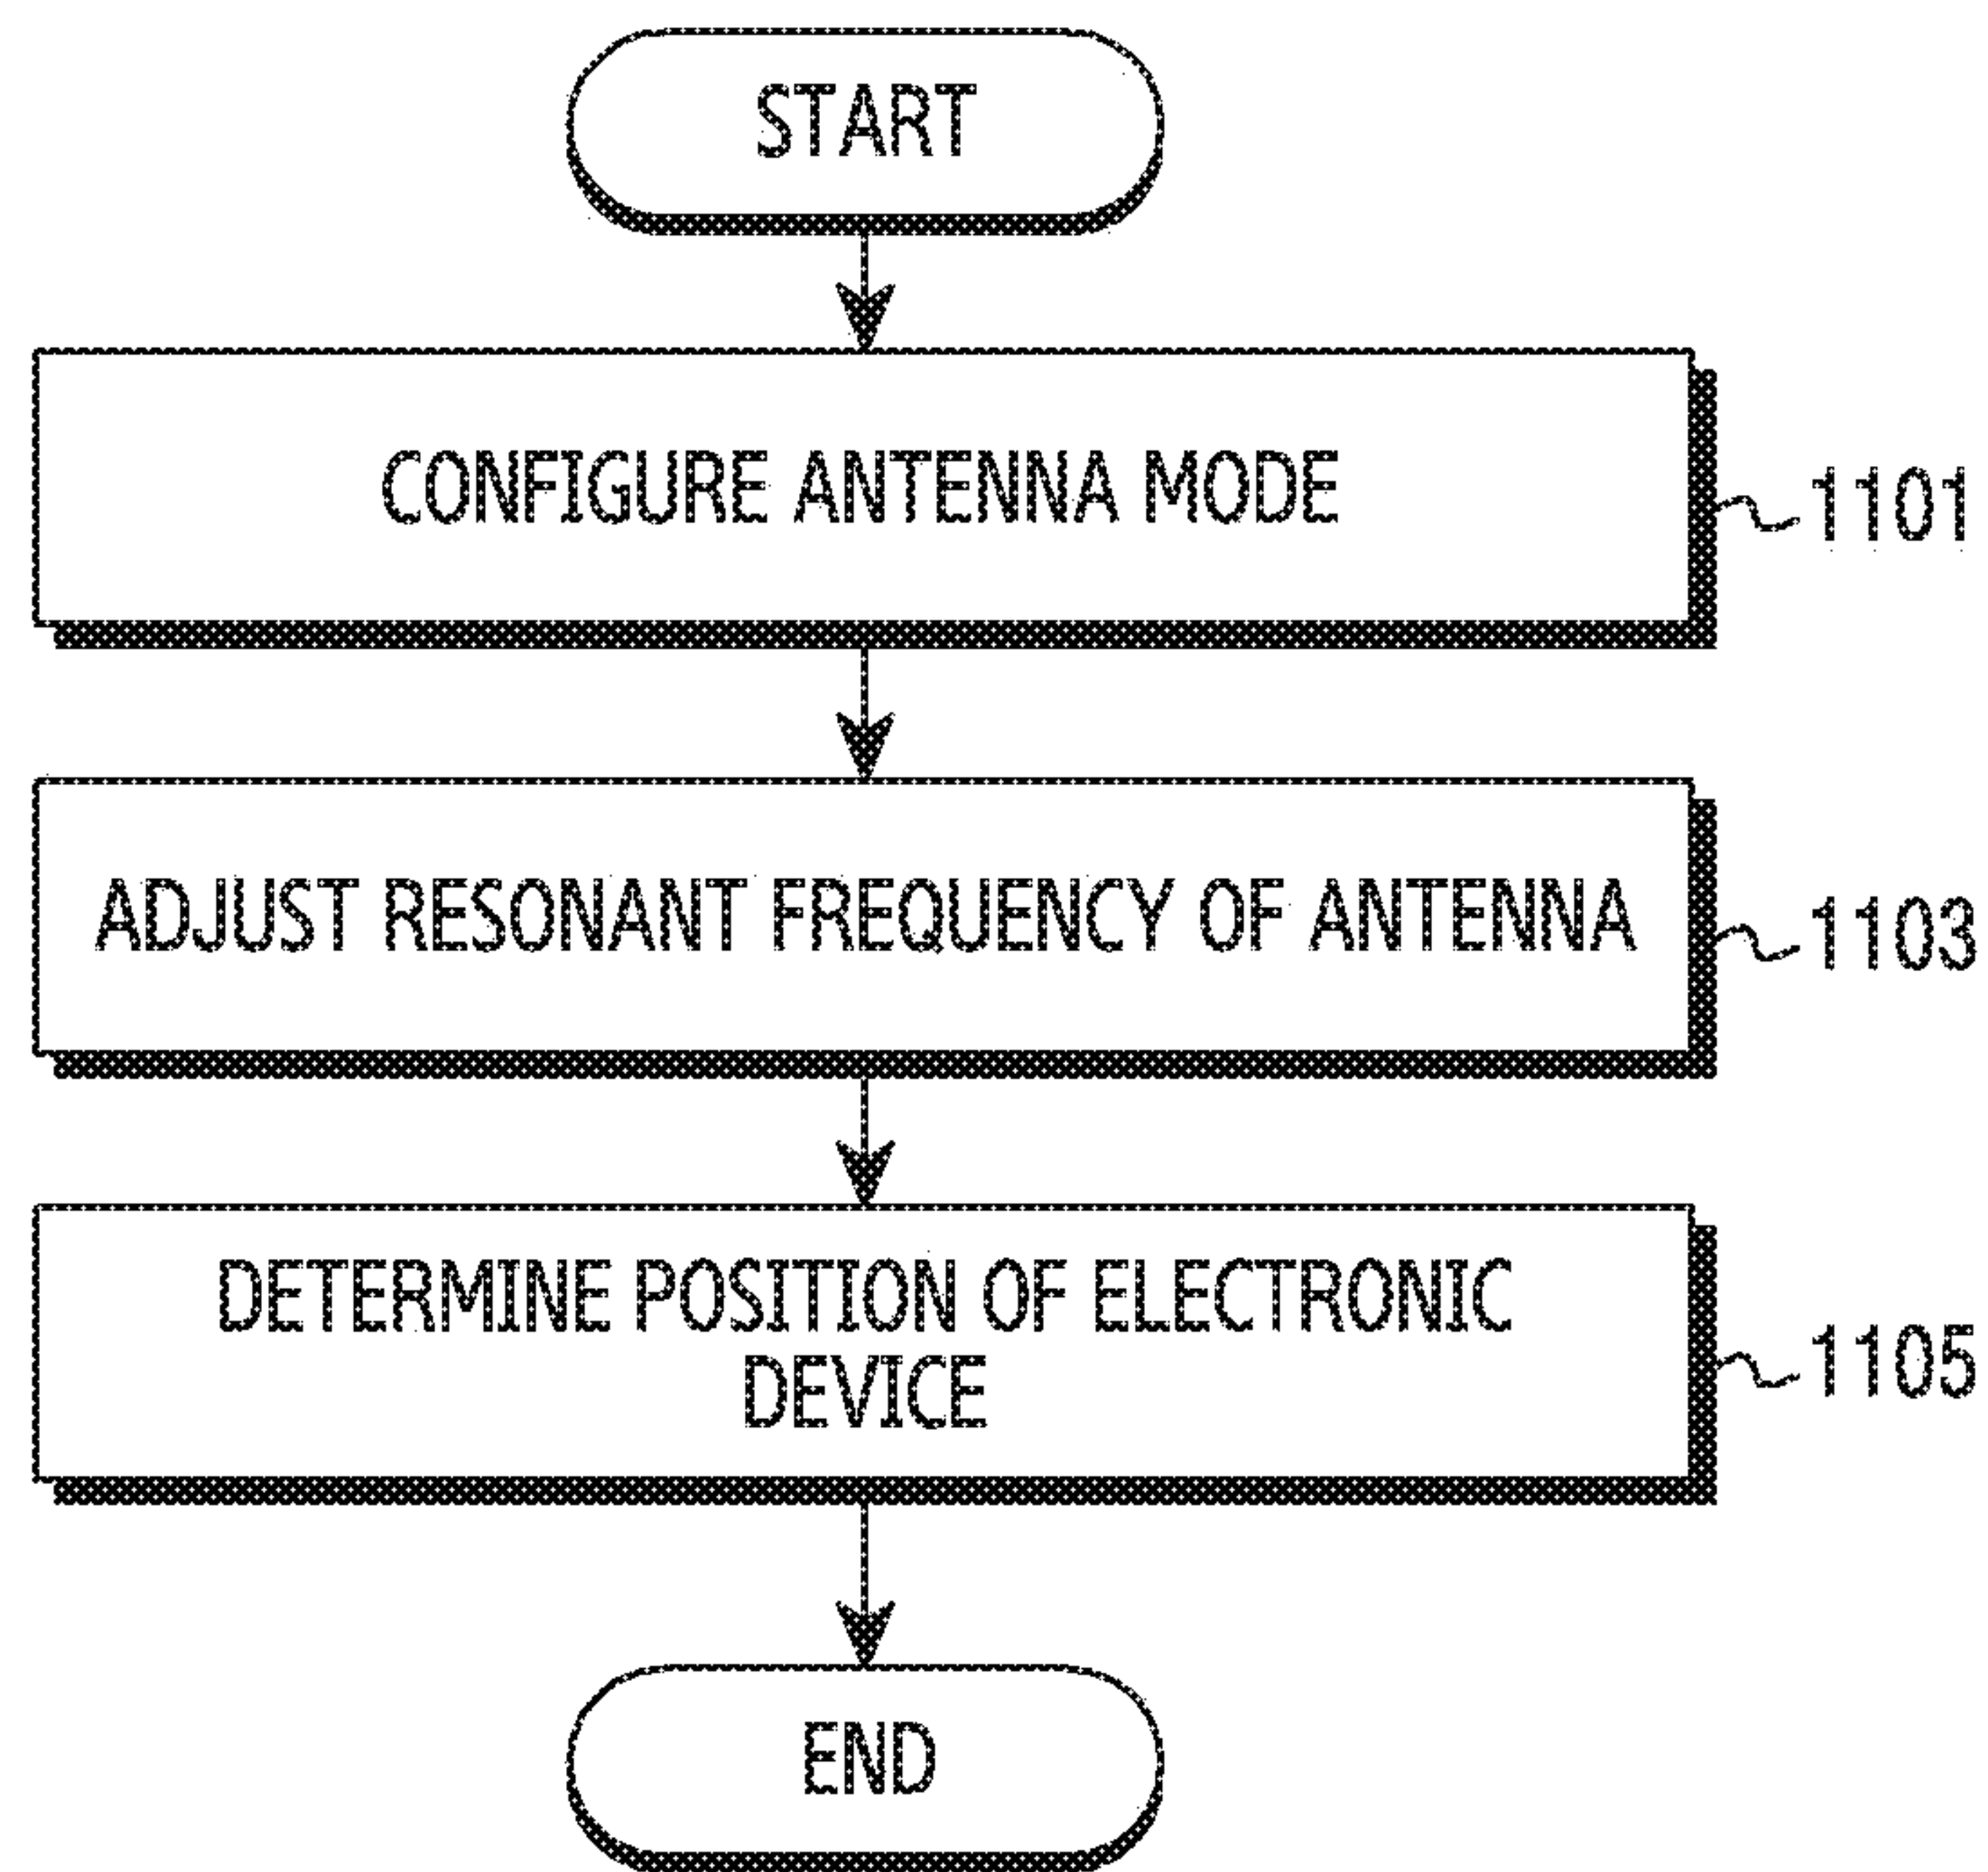 START
CONFIGURE ANTENNA MODE
1101
ADJUST RESONANT FREQUENCY OF ANTENNA
1103
DETERMINE POSITION OF ELECTRONIC
DEVICE
1105
END